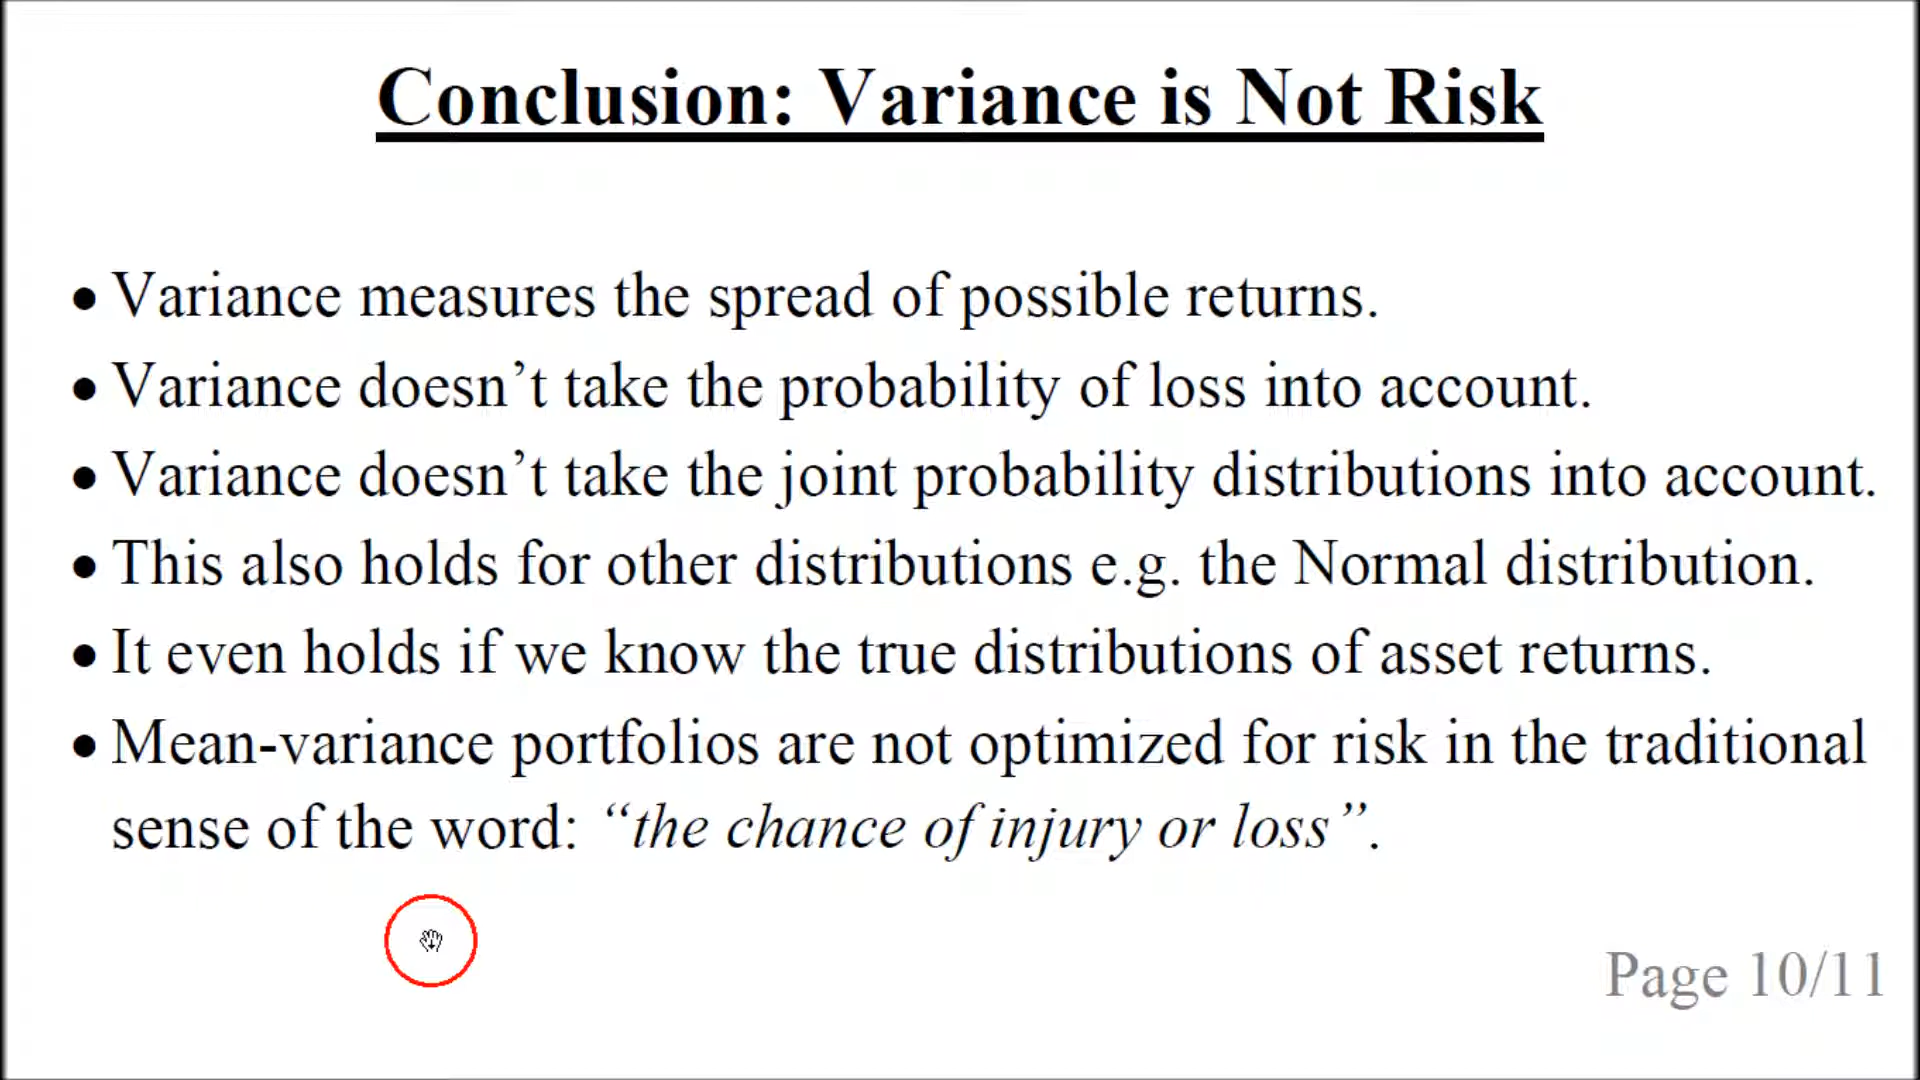 Conclusion: Variance is Not Risk
• Variance measures the spread of possible returns.
• Variance doesn’t take the probability of loss into account.
• Variance doesn’t take the joint probability distributions into account.
• This also holds for other distributions e.g. the Normal distribution.
• It even holds if we know the true distributions of asset returns.
• Mean-variance portfolios are not optimized for risk in the traditional
sense of the word: “the chance of injury or loss”.
Page 10/11